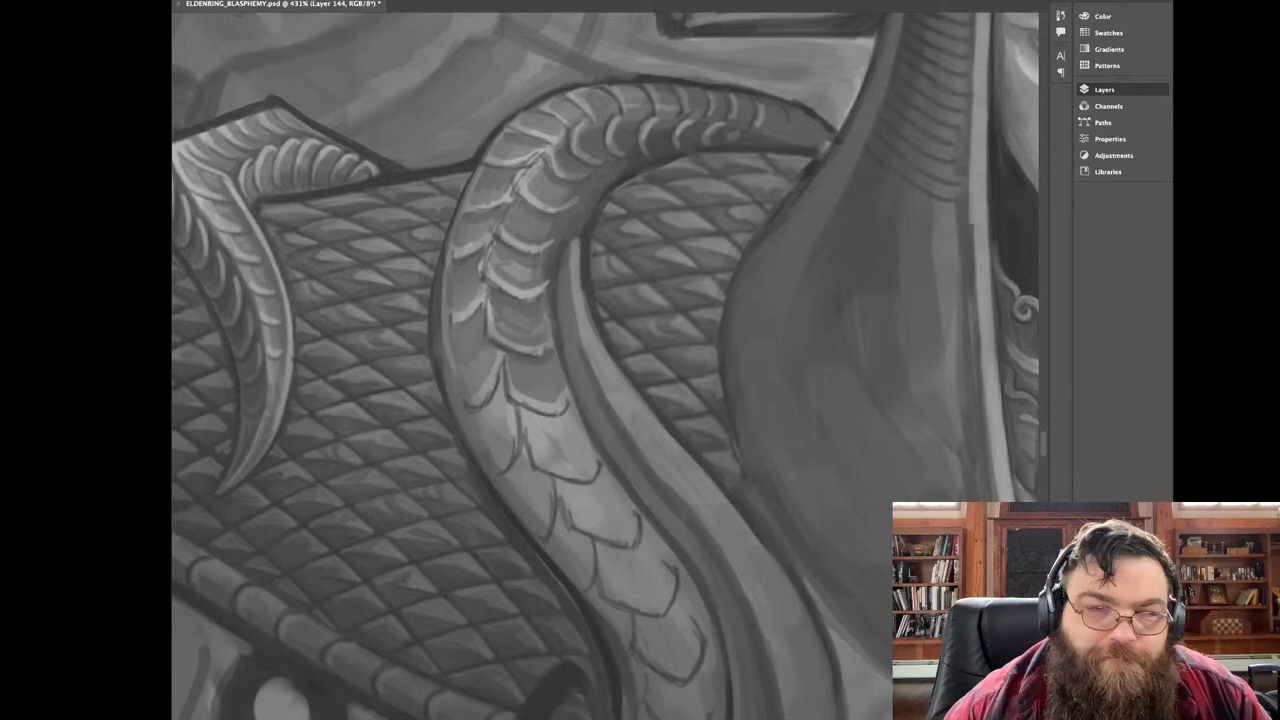 × ELDENRING_BLASPHEMY.psd @ 431% (Layer 144, RGB/8*) *
Color
Swatches
Gradients
Patterns
Layers
Channels
Paths
Properties
Adjustments
Libraries